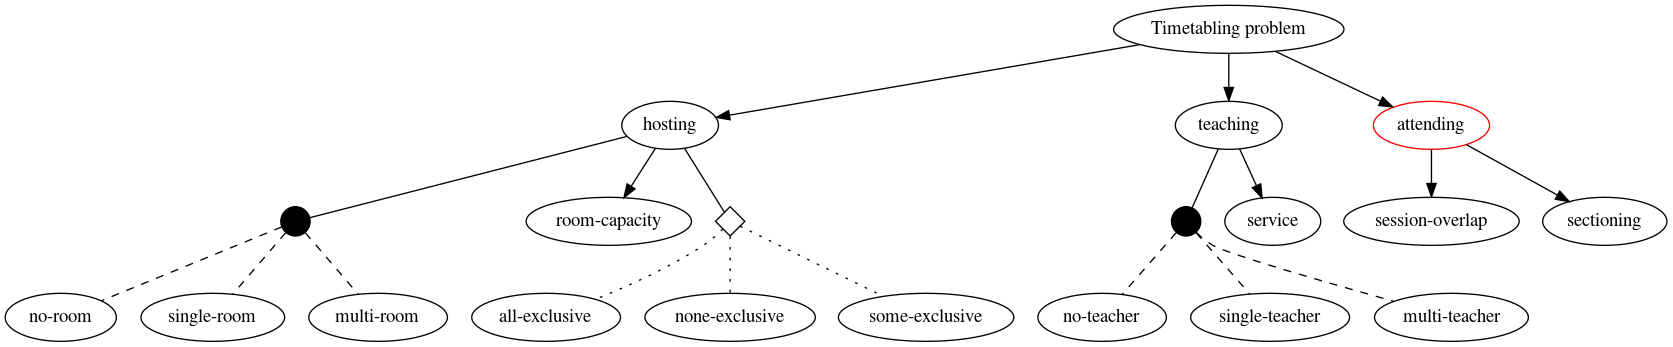 Timetabling problem
hosting
teaching
attending
room-capacity
service
session-overlap
sectioning
no-room
single-room
multi-room
all-exclusive
none-exclusive
some-exclusive
no-teacher
single-teacher
multi-teacher